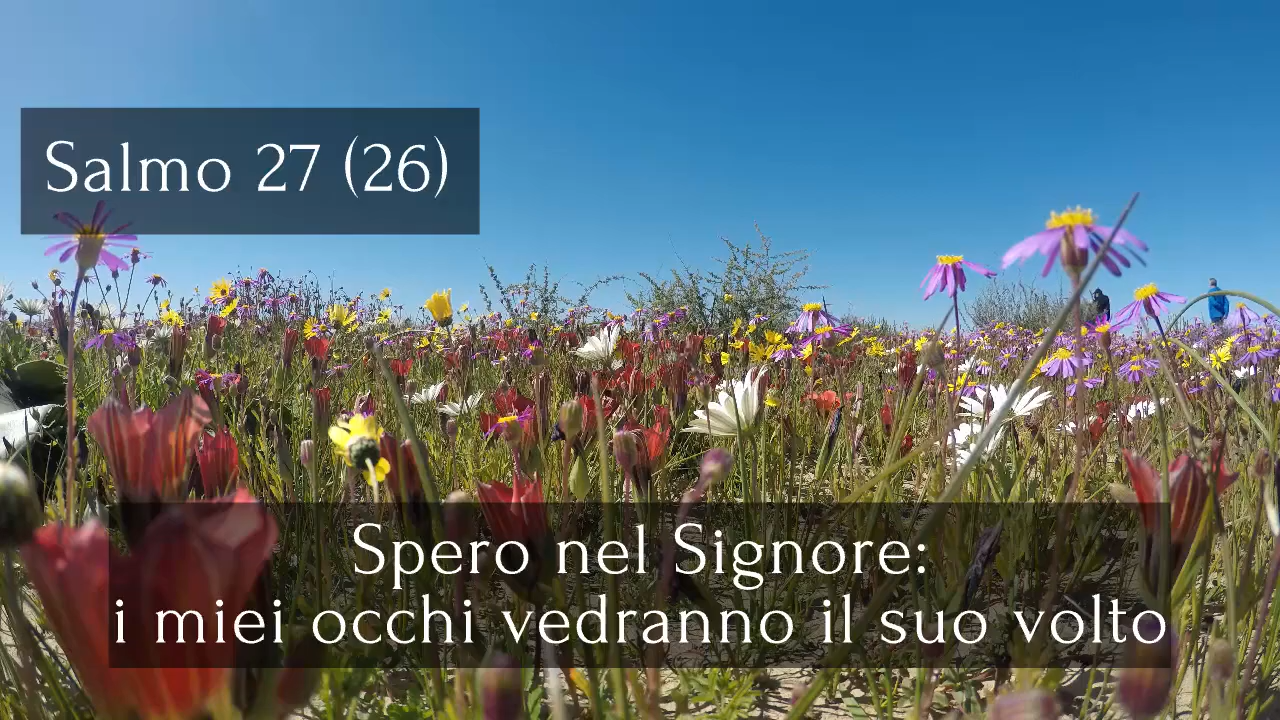 Salmo 27 (26)
Spero nel Signore:
i miei occhi vedranno il suo volto